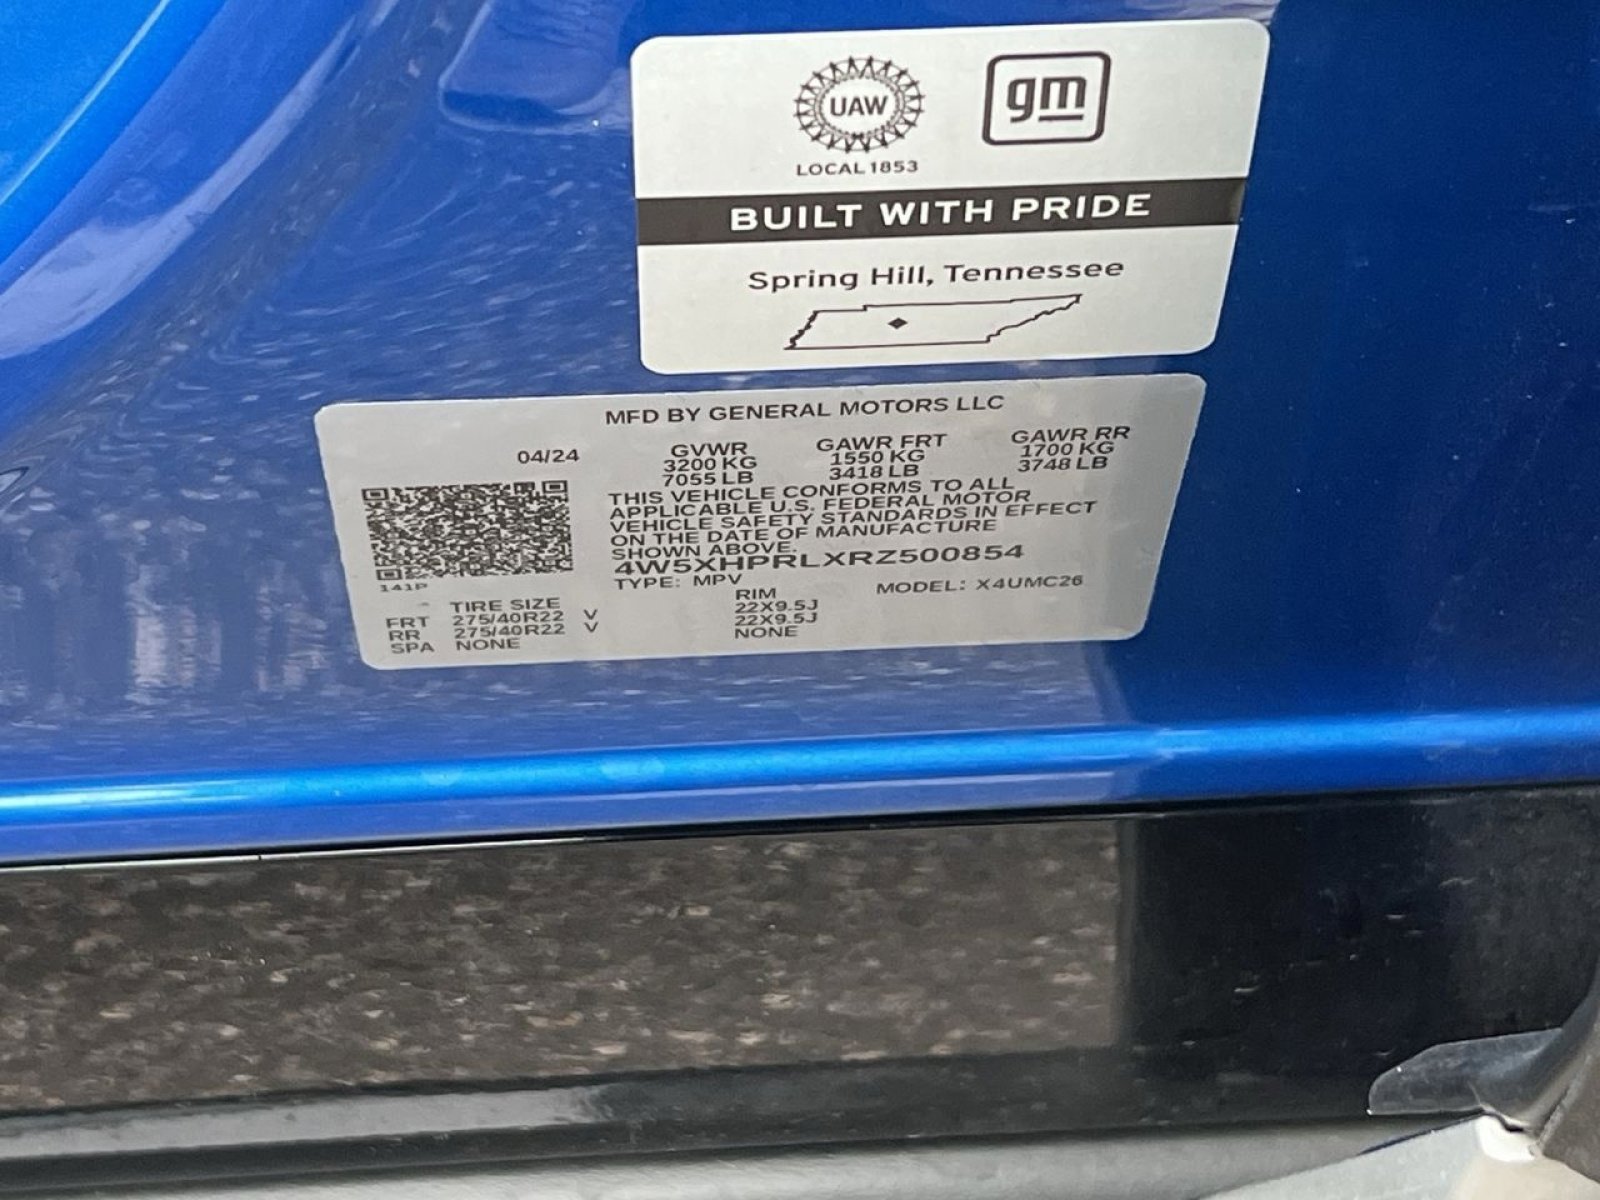 UAW
gm
LOCAL 1853
BUILT WITH PRIDE
Spring Hill, Tennessee
MFD BY GENERAL MOTORS LLC
04/24 GVWR GAWR FRT GAWR RR
3200 KG 1550 KG 1700 KG
7055 LB 3418 LB 3748 LB
THIS VEHICLE CONFORMS TO ALL
APPLICABLE U.S. FEDERAL MOTOR
VEHICLE SAFETY STANDARDS IN EFFECT
ON THE DATE OF MANUFACTURE
SHOWN ABOVE.
4W5XHPRLXRZ500854
141P TYPE: MPV MODEL: X4UMC26
TIRE SIZE RIM
FRT 275/40R22 V 22X9.5J
RR 275/40R22 V 22X9.5J
SPA NONE NONE